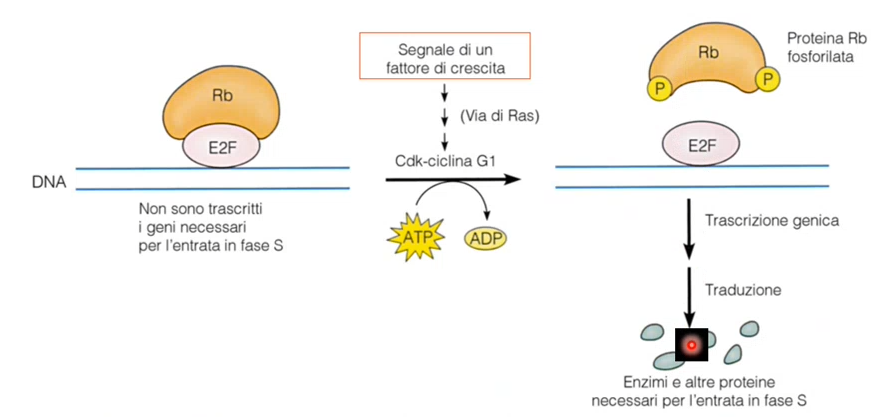 Rb
E2F
DNA
Non sono trascritti
i geni necessari
per l'entrata in fase S
Segnale di un
fattore di crescita
(Via di Ras)
Cdk-ciclina G1
ATP
ADP
Rb
P
P
Proteina Rb
fosforilata
E2F
Trascrizione genica
Traduzione
Enzimi e altre proteine
necessari per l'entrata in fase S